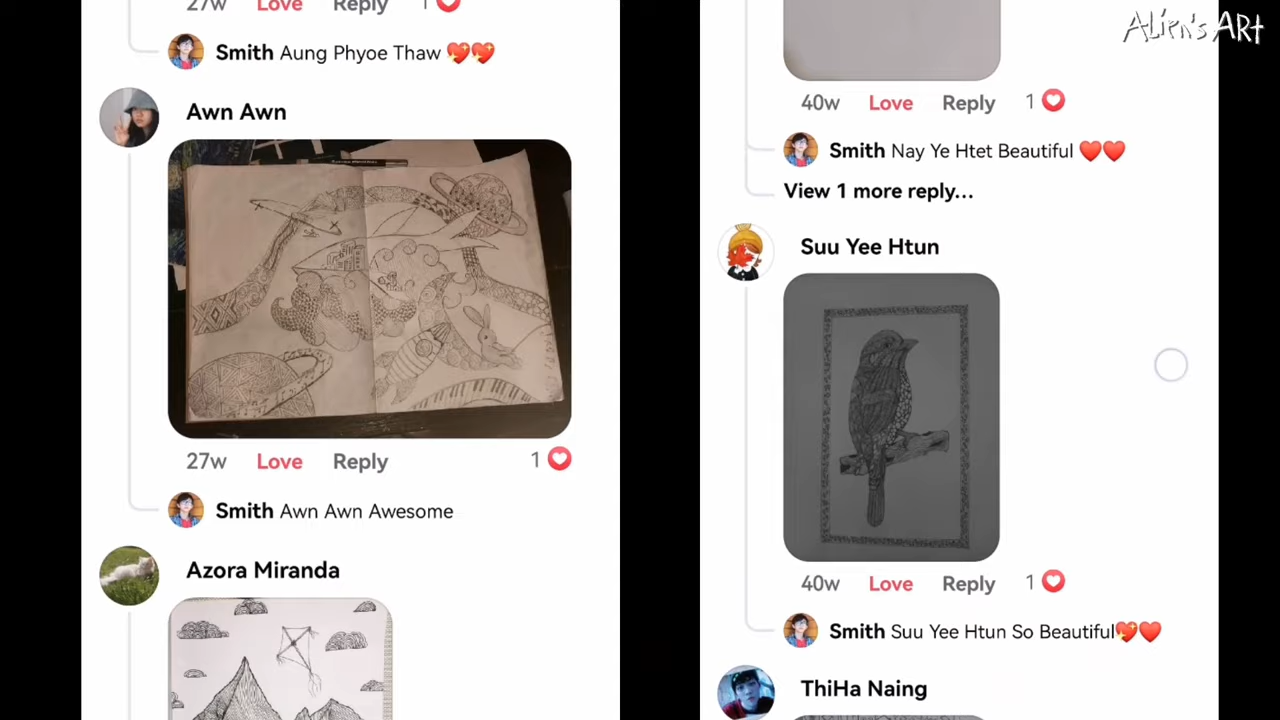 27w Love Reply 1
Smith Aung Phyoe Thaw 💖💖
Awn Awn
27w Love Reply 1
Smith Awn Awn Awesome
Azora Miranda
ALien's ART
40w Love Reply 1
Smith Nay Ye Htet Beautiful ❤️❤️
View 1 more reply...
Suu Yee Htun
40w Love Reply 1
Smith Suu Yee Htun So Beautiful💖❤️❤️
ThiHa Naing